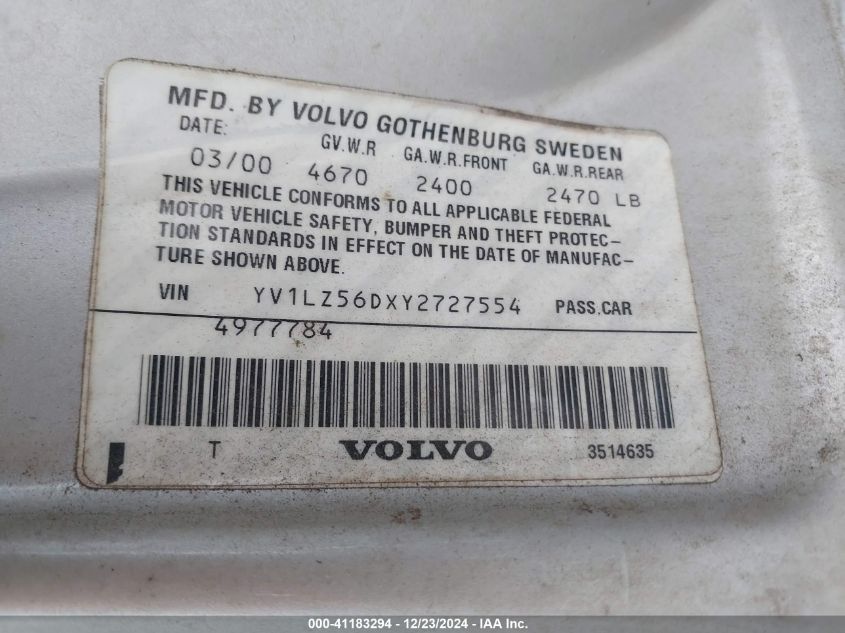 MFD. BY VOLVO GOTHENBURG SWEDEN
DATE: GV.W.R GA.W.R.FRONT GA.W.R.REAR
03/00 4670 2400 2470 LB
THIS VEHICLE CONFORMS TO ALL APPLICABLE FEDERAL
MOTOR VEHICLE SAFETY, BUMPER AND THEFT PROTEC-
TION STANDARDS IN EFFECT ON THE DATE OF MANUFAC-
TURE SHOWN ABOVE.
VIN YV1LZ56DXY2727554 PASS.CAR
4977784
T VOLVO 3514635
000-41183294 - 12/23/2024 - IAA Inc.